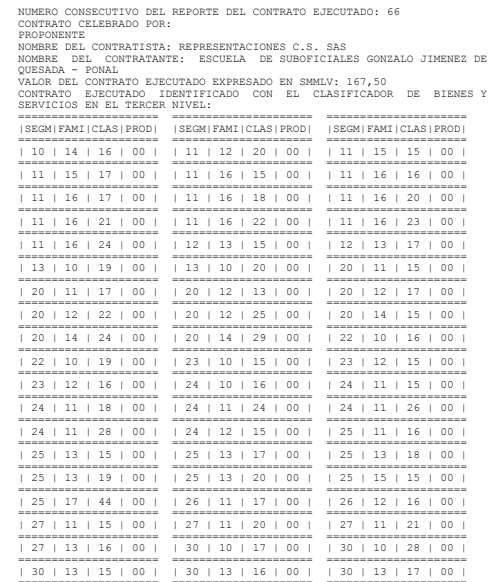 NUMERO CONSECUTIVO DEL REPORTE DEL CONTRATO EJECUTADO: 66
CONTRATO CELEBRADO POR:
PROPONENTE
NOMBRE DEL CONTRATISTA: REPRESENTACIONES C.S. SAS
NOMBRE DEL CONTRATANTE: ESCUELA DE SUBOFICIALES GONZALO JIMENEZ DE
QUESADA - PONAL
VALOR DEL CONTRATO EJECUTADO EXPRESADO EN SMMLV: 167,50
CONTRATO EJECUTADO IDENTIFICADO CON EL CLASIFICADOR DE BIENES Y
SERVICIOS EN EL TERCER NIVEL:
|SEGM|FAMI|CLAS|PROD| |SEGM|FAMI|CLAS|PROD| |SEGM|FAMI|CLAS|PROD|
| 10 | 14 | 16 | 00 | | 11 | 12 | 20 | 00 | | 11 | 15 | 15 | 00 |
| 11 | 15 | 17 | 00 | | 11 | 16 | 15 | 00 | | 11 | 16 | 16 | 00 |
| 11 | 16 | 17 | 00 | | 11 | 16 | 18 | 00 | | 11 | 16 | 20 | 00 |
| 11 | 16 | 21 | 00 | | 11 | 16 | 22 | 00 | | 11 | 16 | 23 | 00 |
| 11 | 16 | 24 | 00 | | 12 | 13 | 15 | 00 | | 12 | 13 | 17 | 00 |
| 13 | 10 | 19 | 00 | | 13 | 10 | 20 | 00 | | 20 | 11 | 15 | 00 |
| 20 | 11 | 17 | 00 | | 20 | 12 | 13 | 00 | | 20 | 12 | 17 | 00 |
| 20 | 12 | 22 | 00 | | 20 | 12 | 25 | 00 | | 20 | 14 | 15 | 00 |
| 20 | 14 | 24 | 00 | | 20 | 14 | 29 | 00 | | 22 | 10 | 16 | 00 |
| 22 | 10 | 19 | 00 | | 23 | 10 | 15 | 00 | | 23 | 12 | 15 | 00 |
| 23 | 12 | 16 | 00 | | 24 | 10 | 16 | 00 | | 24 | 11 | 15 | 00 |
| 24 | 11 | 18 | 00 | | 24 | 11 | 24 | 00 | | 24 | 11 | 26 | 00 |
| 24 | 11 | 28 | 00 | | 24 | 12 | 15 | 00 | | 25 | 11 | 16 | 00 |
| 25 | 13 | 15 | 00 | | 25 | 13 | 17 | 00 | | 25 | 13 | 18 | 00 |
| 25 | 13 | 19 | 00 | | 25 | 13 | 20 | 00 | | 25 | 15 | 15 | 00 |
| 25 | 17 | 44 | 00 | | 26 | 11 | 17 | 00 | | 26 | 12 | 16 | 00 |
| 27 | 11 | 15 | 00 | | 27 | 11 | 20 | 00 | | 27 | 11 | 21 | 00 |
| 27 | 13 | 16 | 00 | | 30 | 10 | 17 | 00 | | 30 | 10 | 28 | 00 |
| 30 | 13 | 15 | 00 | | 30 | 13 | 16 | 00 | | 30 | 13 | 17 | 00 |